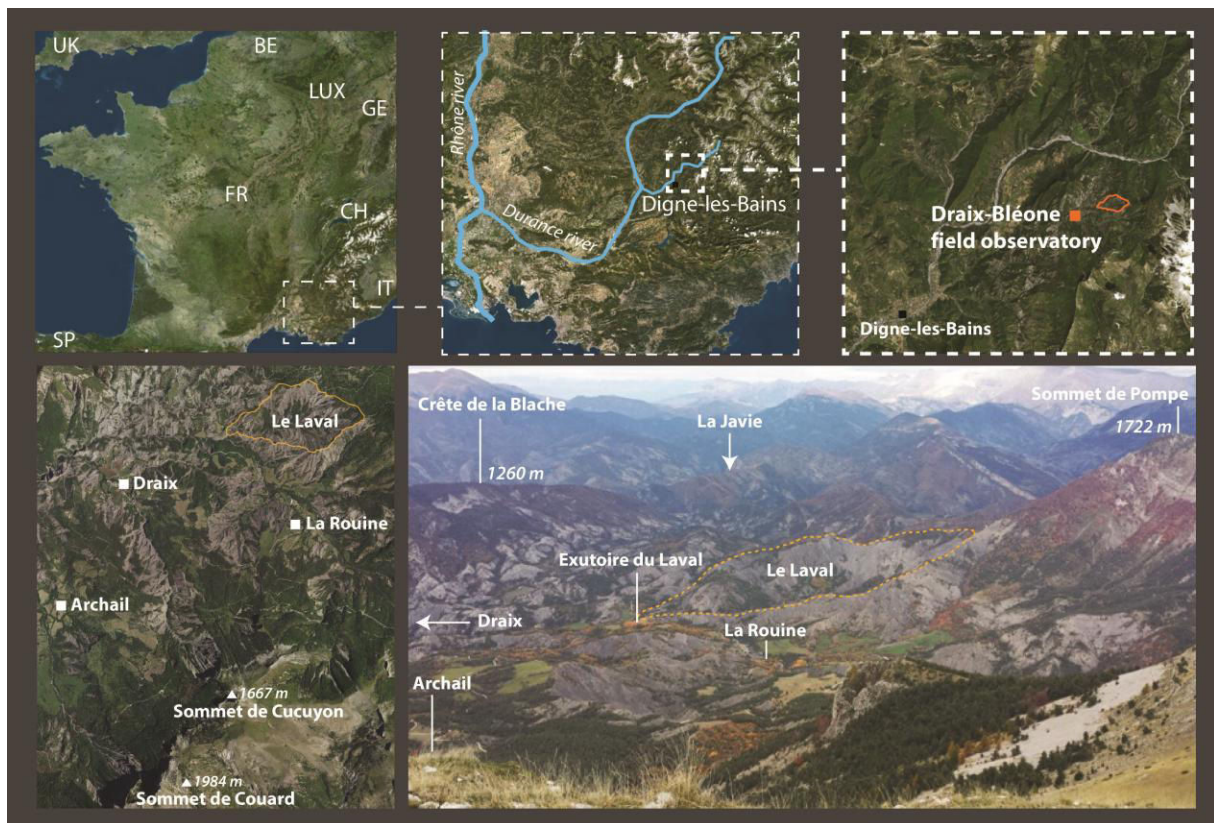 UK
BE
LUX
GE
FR
CH
IT
SP
Rhône river
Durance river
Digne-les-Bains
Draix-Bléone
field observatory
Digne-les-Bains
Le Laval
Draix
La Rouine
Archail
1667 m
Sommet de Cucuyon
1984 m
Sommet de Couard
Crête de la Blache
1260 m
La Javie
Sommet de Pompe
1722 m
Exutoire du Laval
Le Laval
Draix
La Rouine
Archail